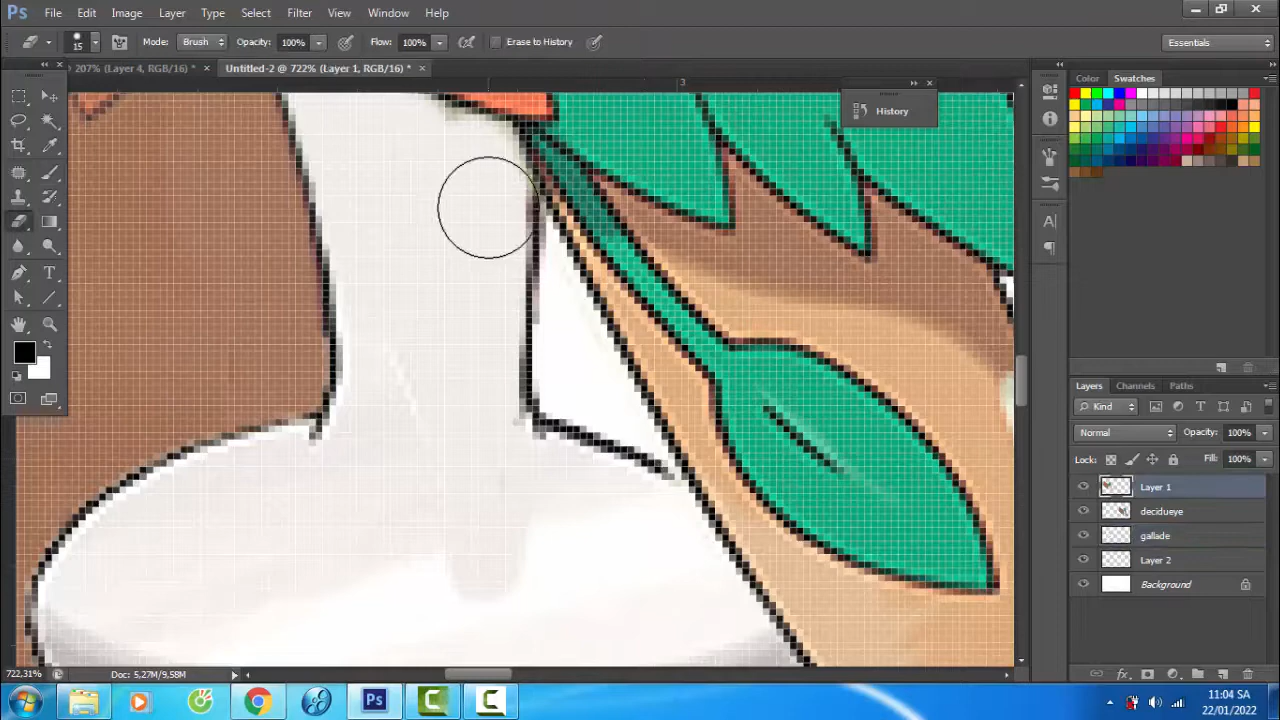 Ps File Edit Image Layer Type Select Filter View Window Help
15 Mode: Brush Opacity: 100% Flow: 100% Erase to History Essentials
207% (Layer 4, RGB/16) * × Untitled-2 @ 722% (Layer 1, RGB/16) * ×
3
History
Color Swatches
Layers Channels Paths
Kind
Normal Opacity: 100%
Lock: Fill: 100%
Layer 1
decidueye
gallade
Layer 2
Background
722,31% Doc: 5,27M/9,58M
11:04 SA
22/01/2022